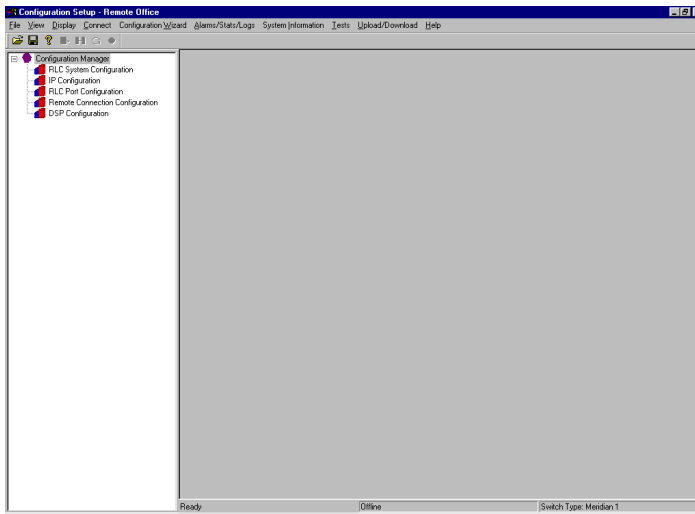 Configuration Setup - Remote Office
File View Display Connect Configuration Wizard Alarms/Stats/Logs System Information Tests Upload/Download Help
Configuration Manager
RLC System Configuration
IP Configuration
RLC Port Configuration
Remote Connection Configuration
DSP Configuration
Ready Offline Switch Type: Meridian 1